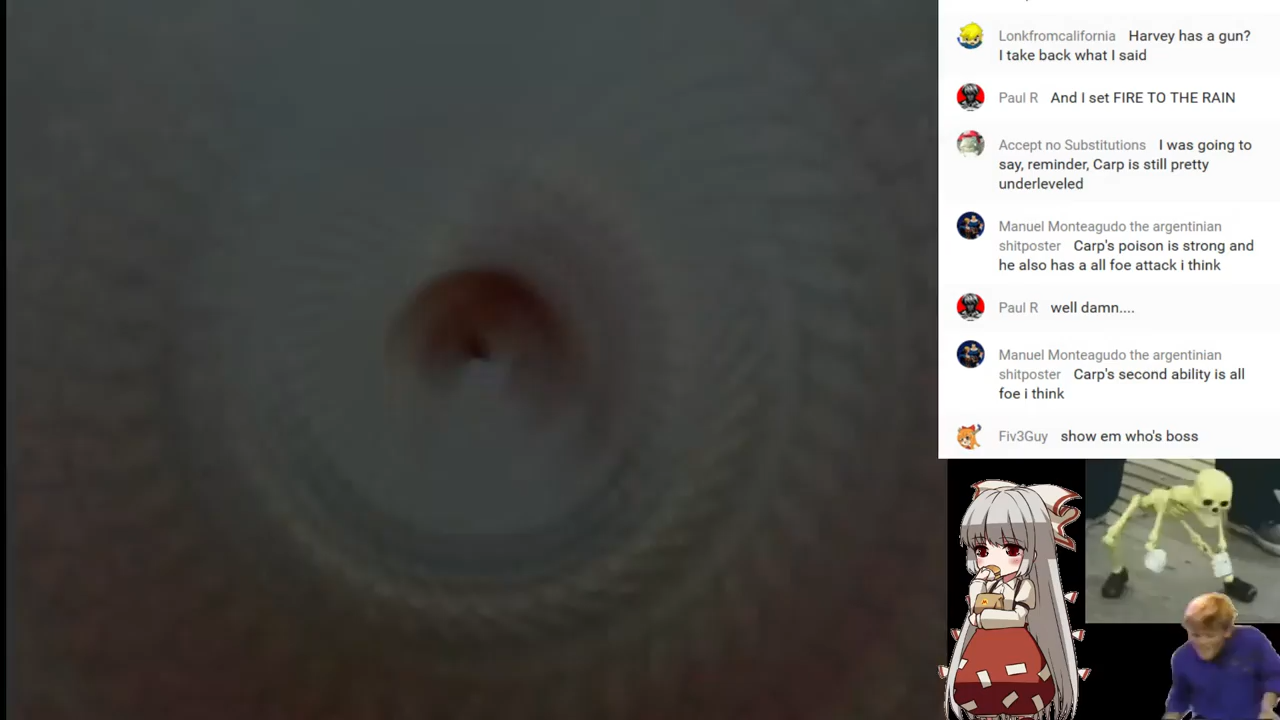 Lonkfromcalifornia Harvey has a gun?
I take back what I said
Paul R And I set FIRE TO THE RAIN
Accept no Substitutions I was going to
say, reminder, Carp is still pretty
underleveled
Manuel Monteagudo the argentinian
shitposter Carp's poison is strong and
he also has a all foe attack i think
Paul R well damn....
Manuel Monteagudo the argentinian
shitposter Carp's second ability is all
foe i think
Fiv3Guy show em who's boss